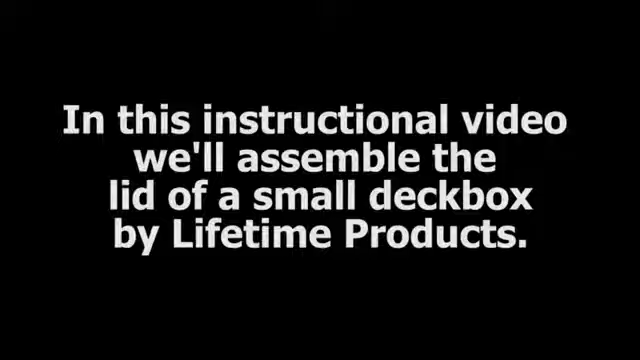 In this instructional video
we'll assemble the
lid of a small deckbox
by Lifetime Products.